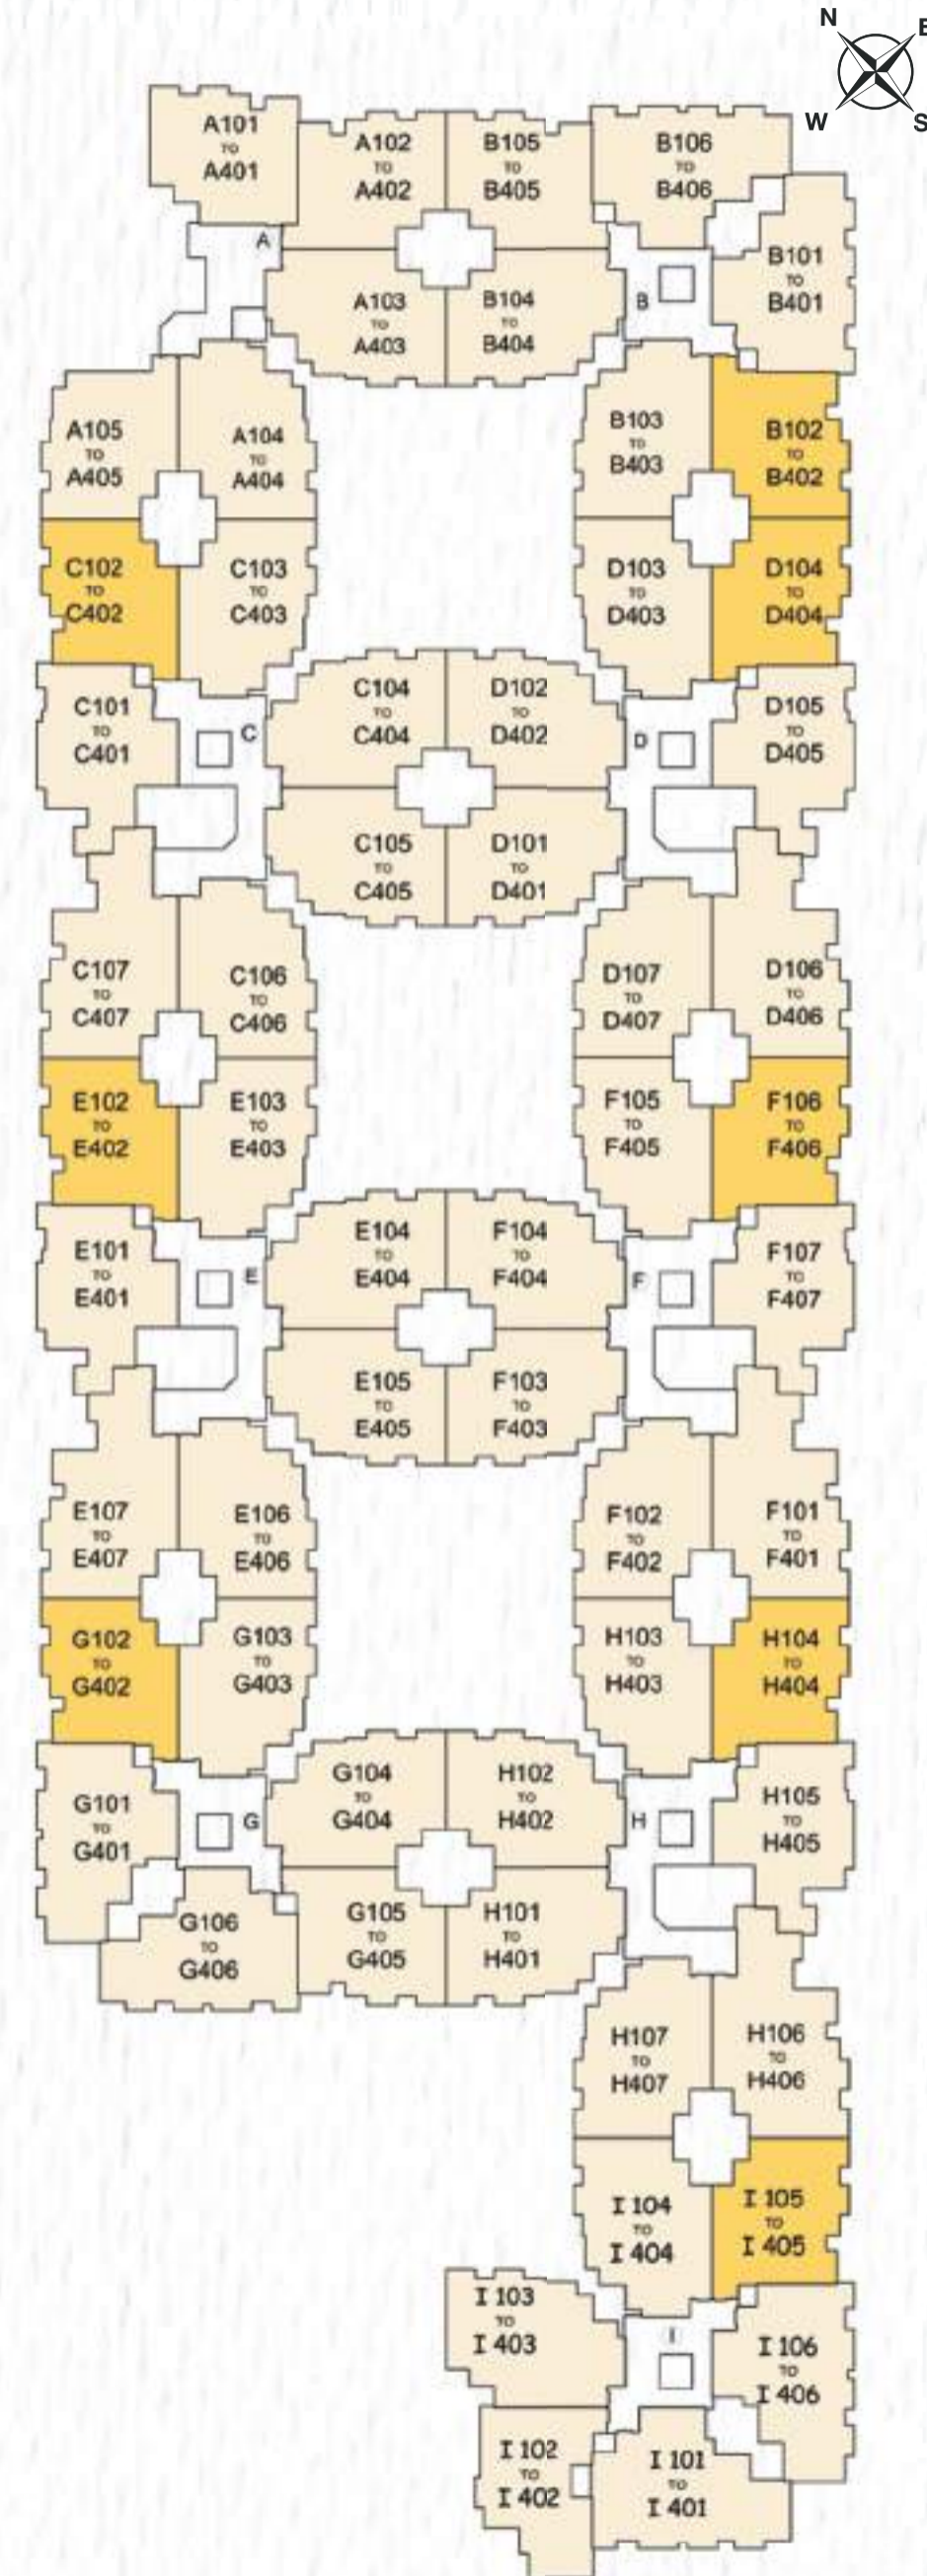 N
E
W
S
A101
TO
A401
A102
TO
A402
B105
TO
B405
B106
TO
B406
A
A103
TO
A403
B104
TO
B404
B
B101
TO
B401
A105
TO
A405
A104
TO
A404
B103
TO
B403
B102
TO
B402
C102
TO
C402
C103
TO
C403
D103
TO
D403
D104
TO
D404
C101
TO
C401
C
C104
TO
C404
D102
TO
D402
D
D105
TO
D405
C105
TO
C405
D101
TO
D401
C107
TO
C407
C106
TO
C406
D107
TO
D407
D106
TO
D406
E102
TO
E402
E103
TO
E403
F105
TO
F405
F106
TO
F406
E101
TO
E401
E
E104
TO
E404
F104
TO
F404
F
F107
TO
F407
E105
TO
E405
F103
TO
F403
E107
TO
E407
E106
TO
E406
F102
TO
F402
F101
TO
F401
G102
TO
G402
G103
TO
G403
H103
TO
H403
H104
TO
H404
G101
TO
G401
G
G104
TO
G404
H102
TO
H402
H
H105
TO
H405
G106
TO
G406
G105
TO
G405
H101
TO
H401
H107
TO
H407
H106
TO
H406
I 104
TO
I 404
I 105
TO
I 405
I 103
TO
I 403
I
I 106
TO
I 406
I 102
TO
I 402
I 101
TO
I 401